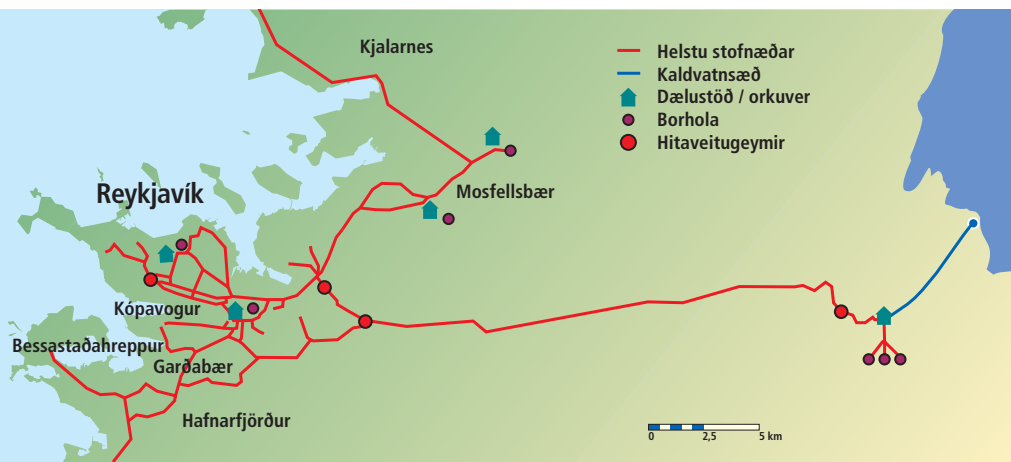 Kjalarnes
Helstu stofnæðar
Kaldvatnsæð
Dælustöð / orkuver
Borhola
Hitaveitugeymir
Mosfellsbær
Reykjavík
Kópavogur
Bessastaðahreppur
Garðabær
Hafnarfjörður
0 2,5 5 km